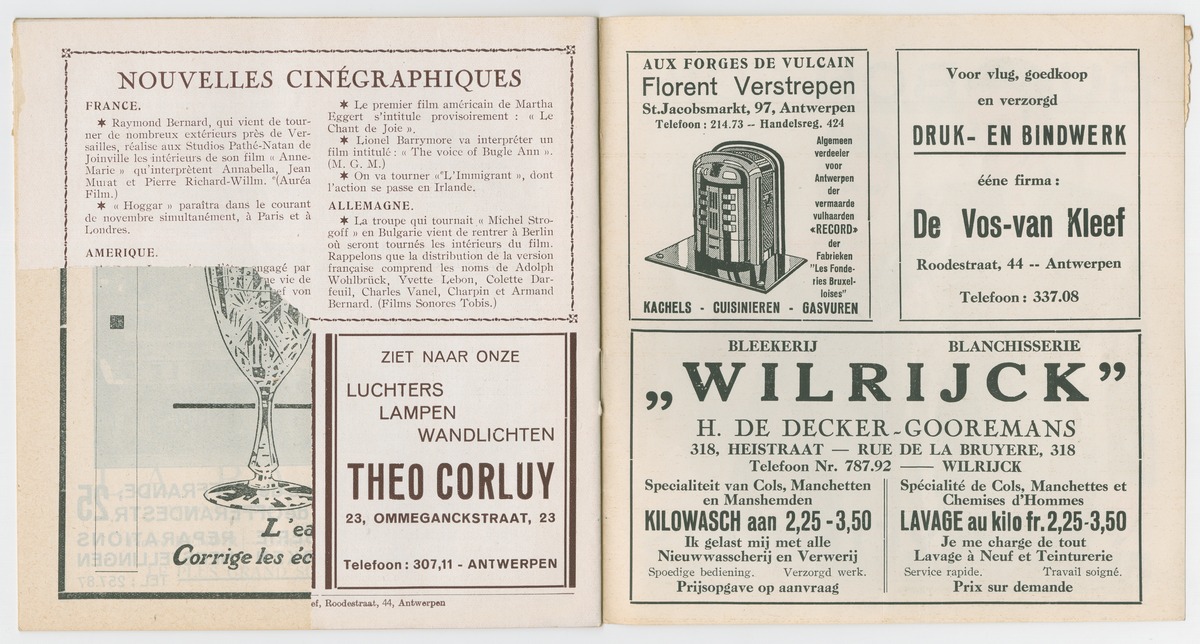 NOUVELLES CINÉGRAPHIQUES
FRANCE.
✶ Raymond Bernard, qui vient de tour-
ner de nombreux extérieurs près de Ver-
sailles, réalise aux Studios Pathé-Natan de
Joinville les intérieurs de son film « Anne-
Marie » qu'interprètent Annabella, Jean
Murat et Pierre Richard-Willm. (Auréa
Film.)
✶ « Hoggar » paraîtra dans le courant
de novembre simultanément, à Paris et à
Londres.
AMERIQUE.
engagé par
ge vie de
ef von
✶ Le premier film américain de Martha
Eggert s'intitule provisoirement : « Le
Chant de Joie ».
✶ Lionel Barrymore va interpréter un
film intitulé : « The voice of Bugle Ann ».
(M. G. M.)
✶ On va tourner « L'Immigrant », dont
l'action se passe en Irlande.
ALLEMAGNE.
✶ La troupe qui tournait « Michel Stro-
goff » en Bulgarie vient de rentrer à Berlin
où seront tournés les intérieurs du film.
Rappelons que la distribution de la version
française comprend les noms de Adolph
Wohlbrück, Yvette Lebon, Colette Dar-
feuil, Charles Vanel, Charpin et Armand
Bernard. (Films Sonores Tobis.)
L'ea
Corrige les éc
ZIET NAAR ONZE
LUCHTERS
LAMPEN
WANDLICHTEN
THEO CORLUY
23, OMMEGANCKSTRAAT, 23
Telefoon: 307,11 - ANTWERPEN
ef, Roodestraat, 44, Antwerpen
AUX FORGES DE VULCAIN
Florent Verstrepen
St.Jacobsmarkt, 97, Antwerpen
Telefoon: 214.73 -- Handelsreg. 424
Algemeen
verdeeler
voor
Antwerpen
der
vermaarde
vulhaarden
«RECORD»
der
Fabrieken
"Les Fonde-
ries Bruxel-
loises"
KACHELS - CUISINIEREN - GASVUREN
Voor vlug, goedkoop
en verzorgd
DRUK- EN BINDWERK
ééne firma :
De Vos-van Kleef
Roodestraat, 44 -- Antwerpen
Telefoon: 337.08
BLEEKERIJ BLANCHISSERIE
„WILRIJCK”
H. DE DECKER-GOOREMANS
318, HEISTRAAT — RUE DE LA BRUYERE, 318
Telefoon Nr. 787.92 —— WILRIJCK
Specialiteit van Cols, Manchetten
en Manshemden
KILOWASCH aan 2,25 -3,50
Ik gelast mij met alle
Nieuwwasscherij en Verwerij
Spoedige bediening. Verzorgd werk.
Prijsopgave op aanvraag
Spécialité de Cols, Manchettes et
Chemises d'Hommes
LAVAGE au kilo fr. 2,25-3,50
Je me charge de tout
Lavage à Neuf et Teinturerie
Service rapide. Travail soigné.
Prix sur demande